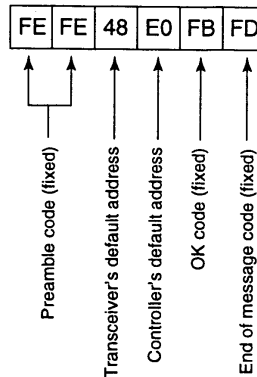 FE FE 48 E0 FB FD
Preamble code (fixed)
Transceiver's default address
Controller's default address
OK code (fixed)
End of message code (fixed)